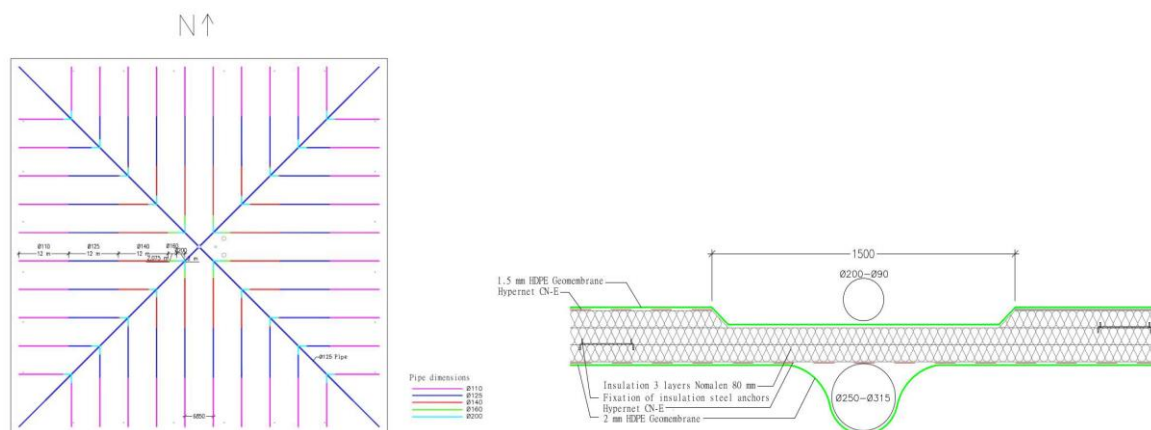 N
Ø110
Ø125
Ø140
Ø160
12 m
12 m
12 m
Ø125 Pipe
6850
Pipe dimensions
Ø110
Ø125
Ø140
Ø160
Ø200
1500
Ø200-Ø90
1.5 mm HDPE Geomembrane
Hypernet CN-E
Insulation 3 layers Nomalen 80 mm
Fixation of insulation steel anchors
Hypernet CN-E
2 mm HDPE Geomembrane
Ø250-Ø315